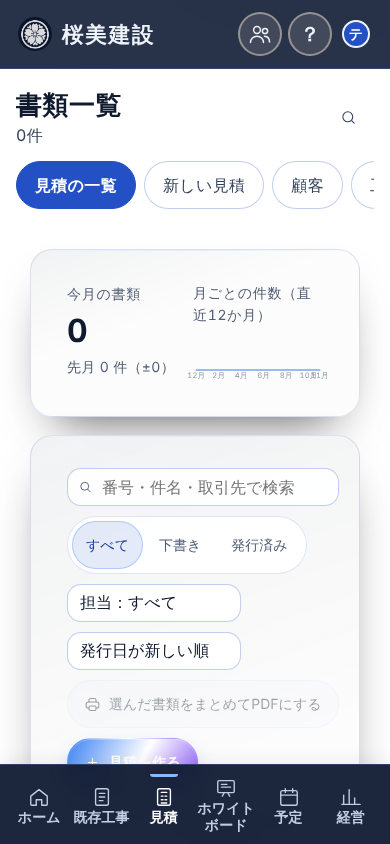 桜美建設
?
テ
書類一覧
0件
見積の一覧
新しい見積
顧客
今月の書類
0
先月 0 件（±0）
月ごとの件数（直
近12か月）
12月 2月 4月 6月 8月 10月 11月
番号・件名・取引先で検索
すべて
下書き
発行済み
担当：すべて
発行日が新しい順
選んだ書類をまとめてPDFにする
ホーム
既存工事
見積
ホワイト
ボード
予定
経営